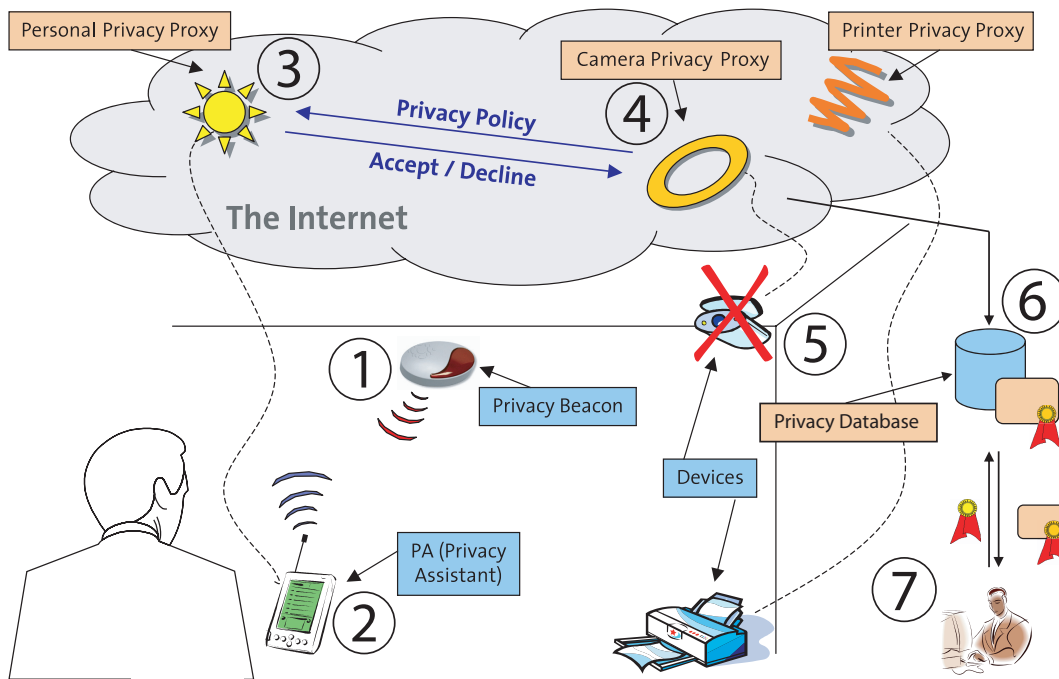 Personal Privacy Proxy
Printer Privacy Proxy
3
Camera Privacy Proxy
4
Privacy Policy
Accept / Decline
The Internet
6
5
1
Privacy Beacon
Privacy Database
Devices
PA (Privacy
Assistant)
2
7